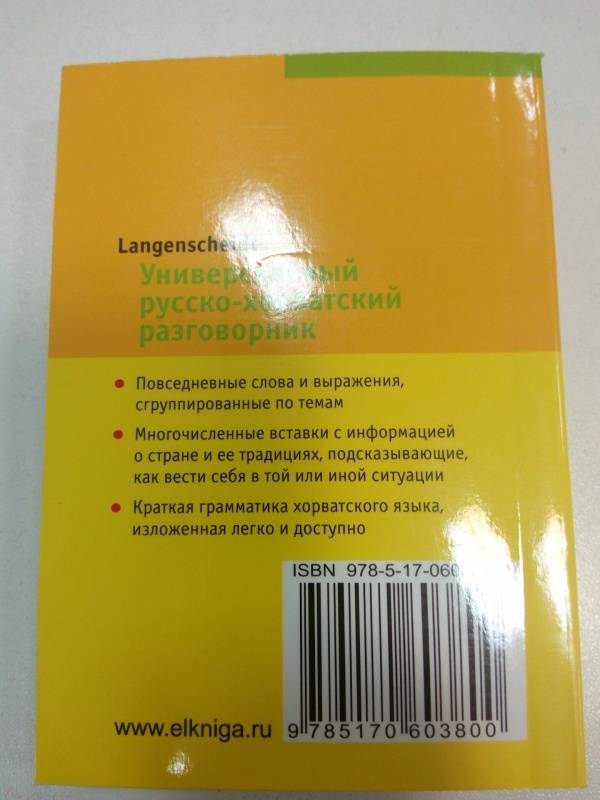 Langenscheidt
Универсальный
русско-хорватский
разговорник
• Повседневные слова и выражения,
сгруппированные по темам
• Многочисленные вставки с информацией
о стране и ее традициях, подсказывающие,
как вести себя в той или иной ситуации
• Краткая грамматика хорватского языка,
изложенная легко и доступно
ISBN 978-5-17-060
www.elkniga.ru
9 785170 603800